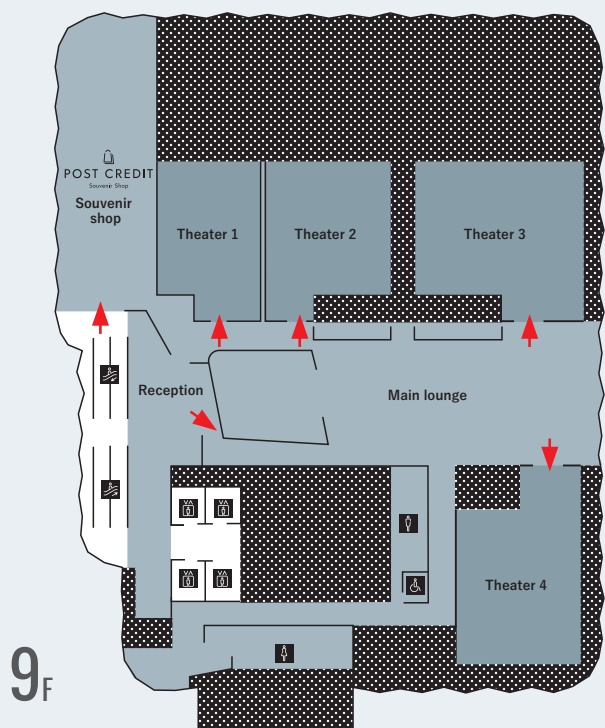 POST CREDIT
Souvenir Shop
Souvenir
shop
Theater 1
Theater 2
Theater 3
Reception
Main lounge
Theater 4
9F